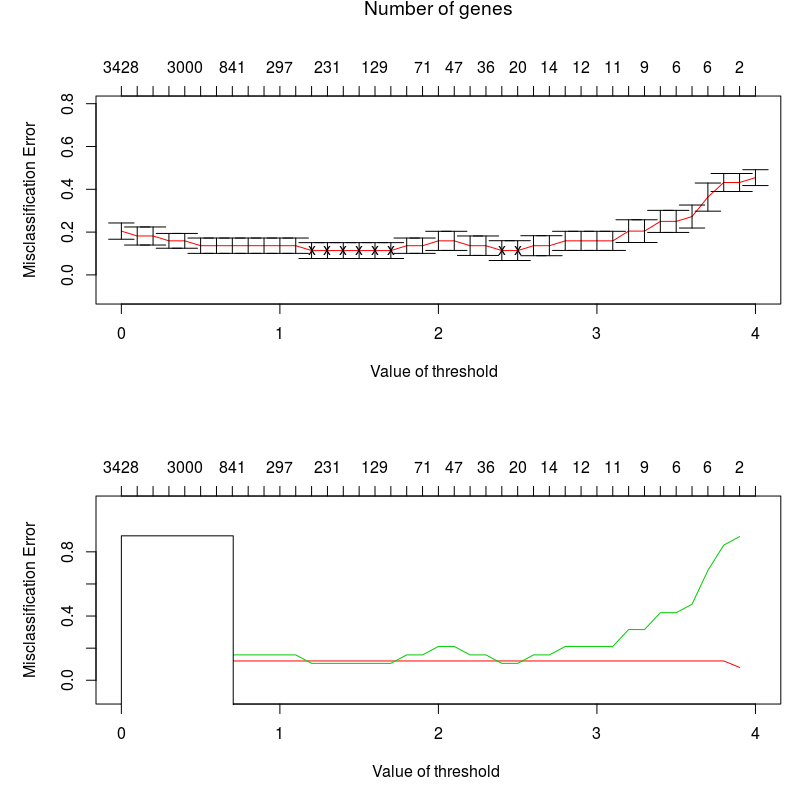 Number of genes
3428 3000 841 297 231 129 71 47 36 20 14 12 11 9 6 6 2
0.8
0.6
0.4
0.2
0.0
Misclassification Error
0 1 2 3 4
Value of threshold
3428 3000 841 297 231 129 71 47 36 20 14 12 11 9 6 6 2
0.8
0.4
0.0
Misclassification Error
0 1 2 3 4
Value of threshold